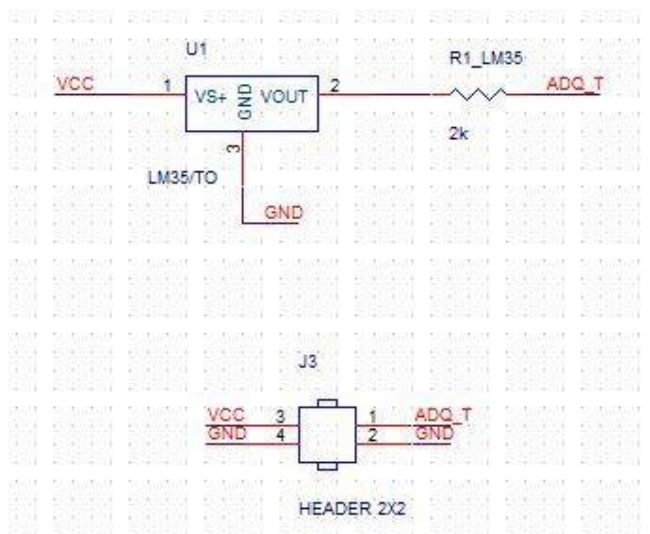 U1
R1_LM35
VCC 1 VS+ GND VOUT 2 ADQ_T
2k
3
LM35/TO
GND
J3
VCC 3 1 ADQ_T
GND 4 2 GND
HEADER 2X2